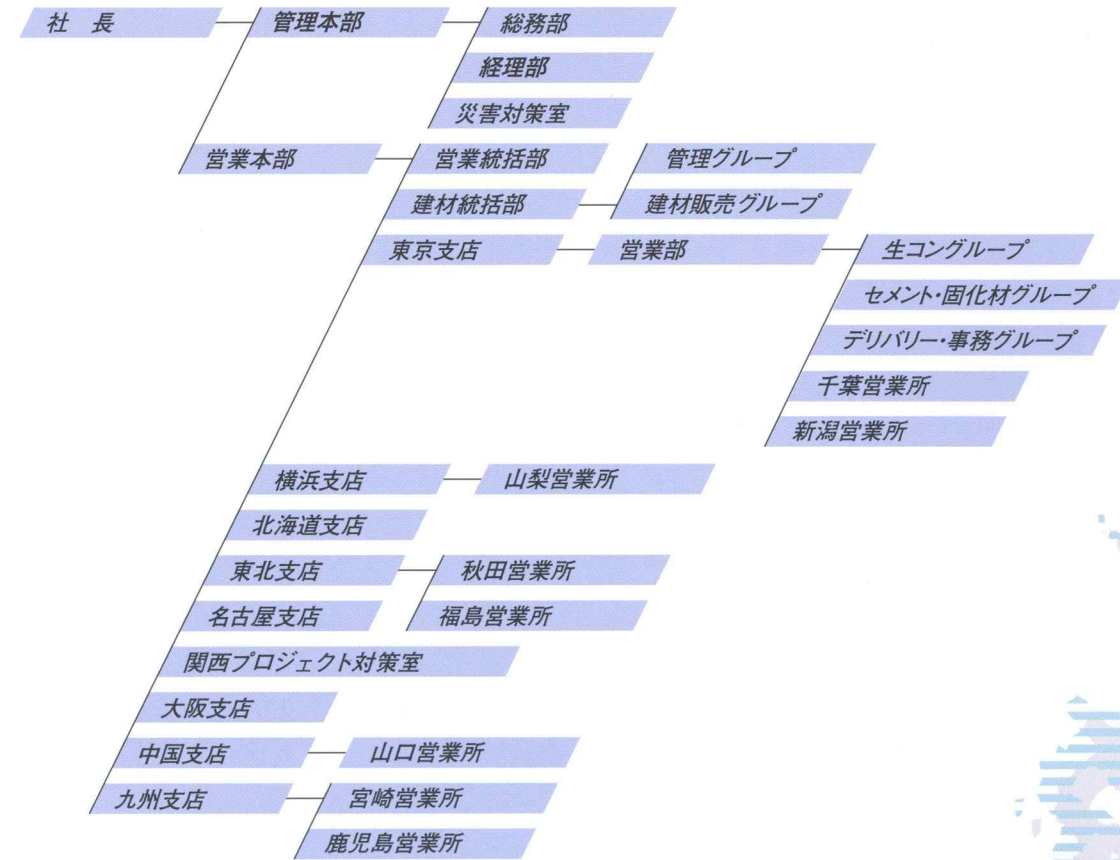 社 長 管理本部 総務部
経理部
災害対策室
営業本部 営業統括部 管理グループ
建材統括部 建材販売グループ
東京支店 営業部 生コングループ
セメント・固化材グループ
デリバリー・事務グループ
千葉営業所
新潟営業所
横浜支店 山梨営業所
北海道支店
東北支店 秋田営業所
名古屋支店 福島営業所
関西プロジェクト対策室
大阪支店
中国支店 山口営業所
九州支店 宮崎営業所
鹿児島営業所